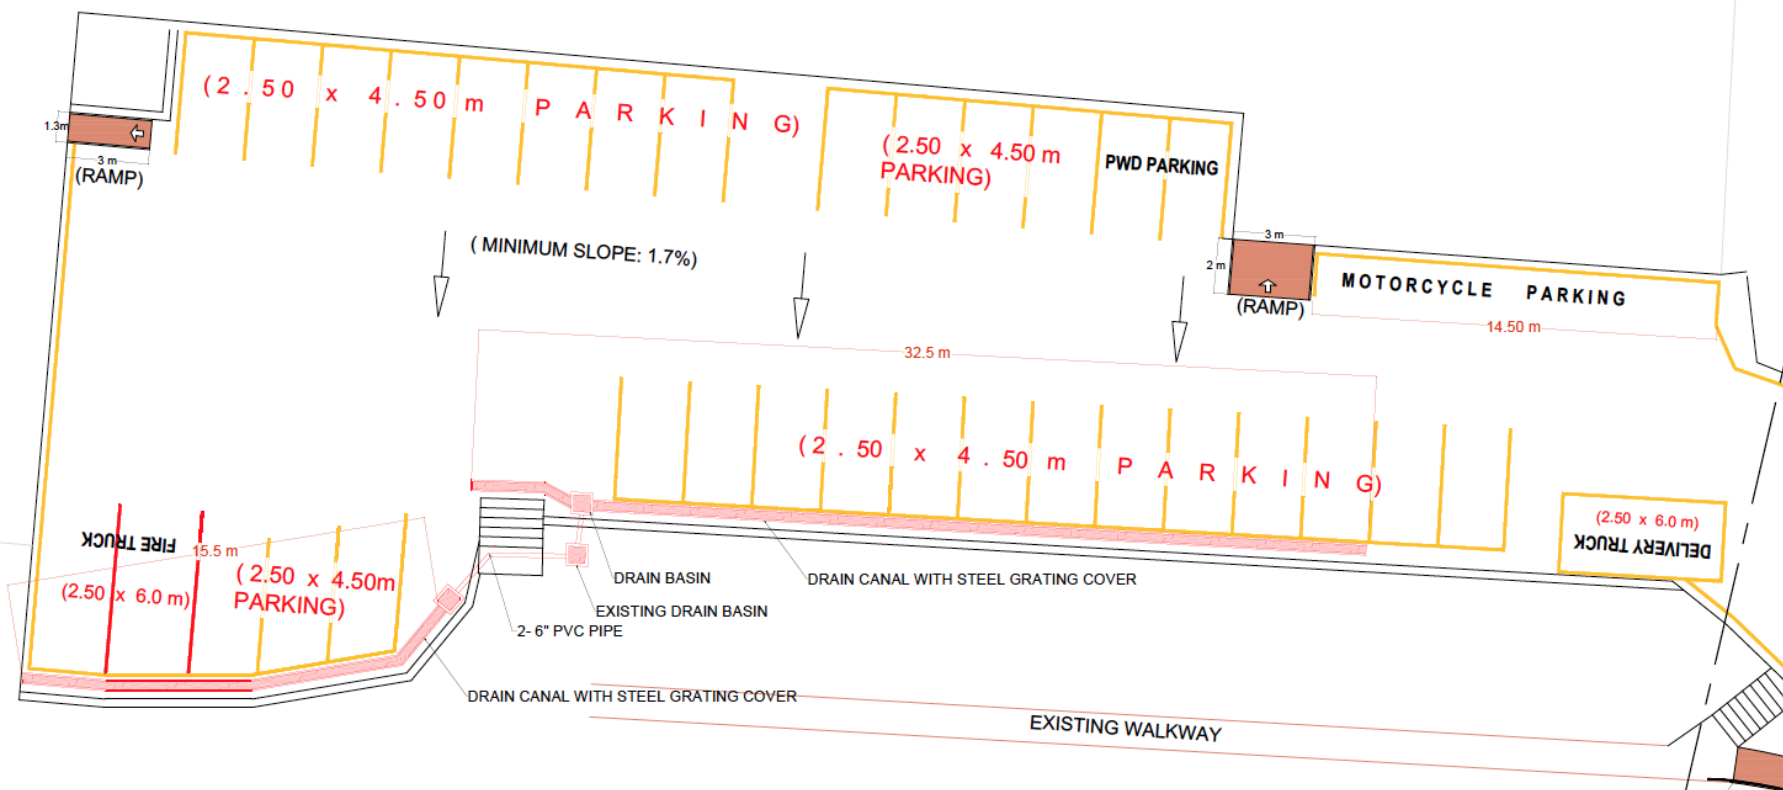 (2.50 x 4.50 m PARKING)
(2.50 x 4.50 m
PARKING)
PWD PARKING
1.3m
3 m
(RAMP)
(MINIMUM SLOPE: 1.7%)
3 m
2 m
(RAMP)
MOTORCYCLE PARKING
14.50 m
32.5 m
(2.50 x 4.50 m PARKING)
(2.50 x 6.0 m)
DELIVERY TRUCK
FIRE TRUCK
15.5 m
(2.50 x 6.0 m)
(2.50 x 4.50m
PARKING)
DRAIN BASIN
DRAIN CANAL WITH STEEL GRATING COVER
EXISTING DRAIN BASIN
2- 6" PVC PIPE
DRAIN CANAL WITH STEEL GRATING COVER
EXISTING WALKWAY